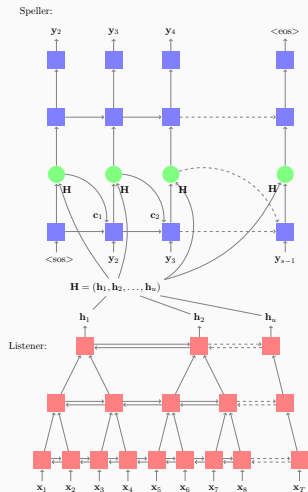 Speller:
y₂ y₃ y₄ <eos>
H H H H
c₁ c₂
<sos> y₂ y₃ yₛ₋₁
H = (h₁, h₂, . . . , hᵤ)
h₁ h₂ hᵤ
Listener:
x₁ x₂ x₃ x₄ x₅ x₆ x₇ x₈ x_T